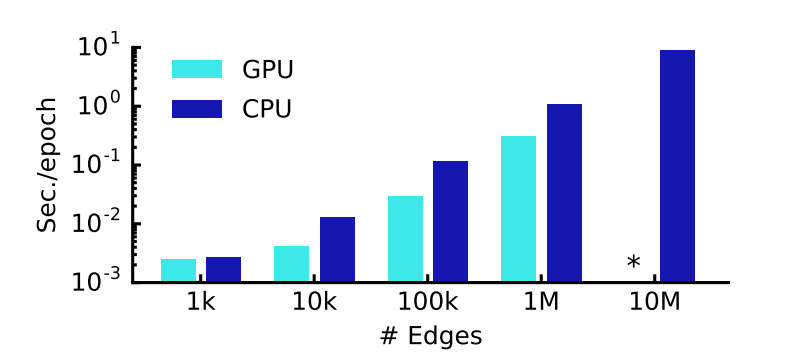 10^1
10^0
10^-1
10^-2
10^-3
Sec./epoch
GPU
CPU
*
1k 10k 100k 1M 10M
# Edges